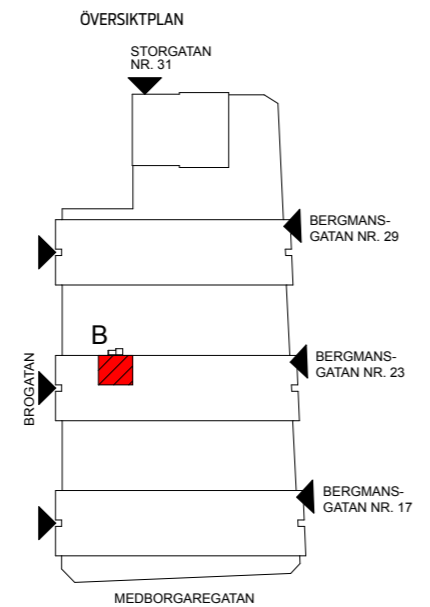 ÖVERSIKTPLAN
STORGATAN
NR. 31
BERGMANS-
GATAN NR. 29
B
BROGATAN
BERGMANS-
GATAN NR. 23
BERGMANS-
GATAN NR. 17
MEDBORGAREGATAN